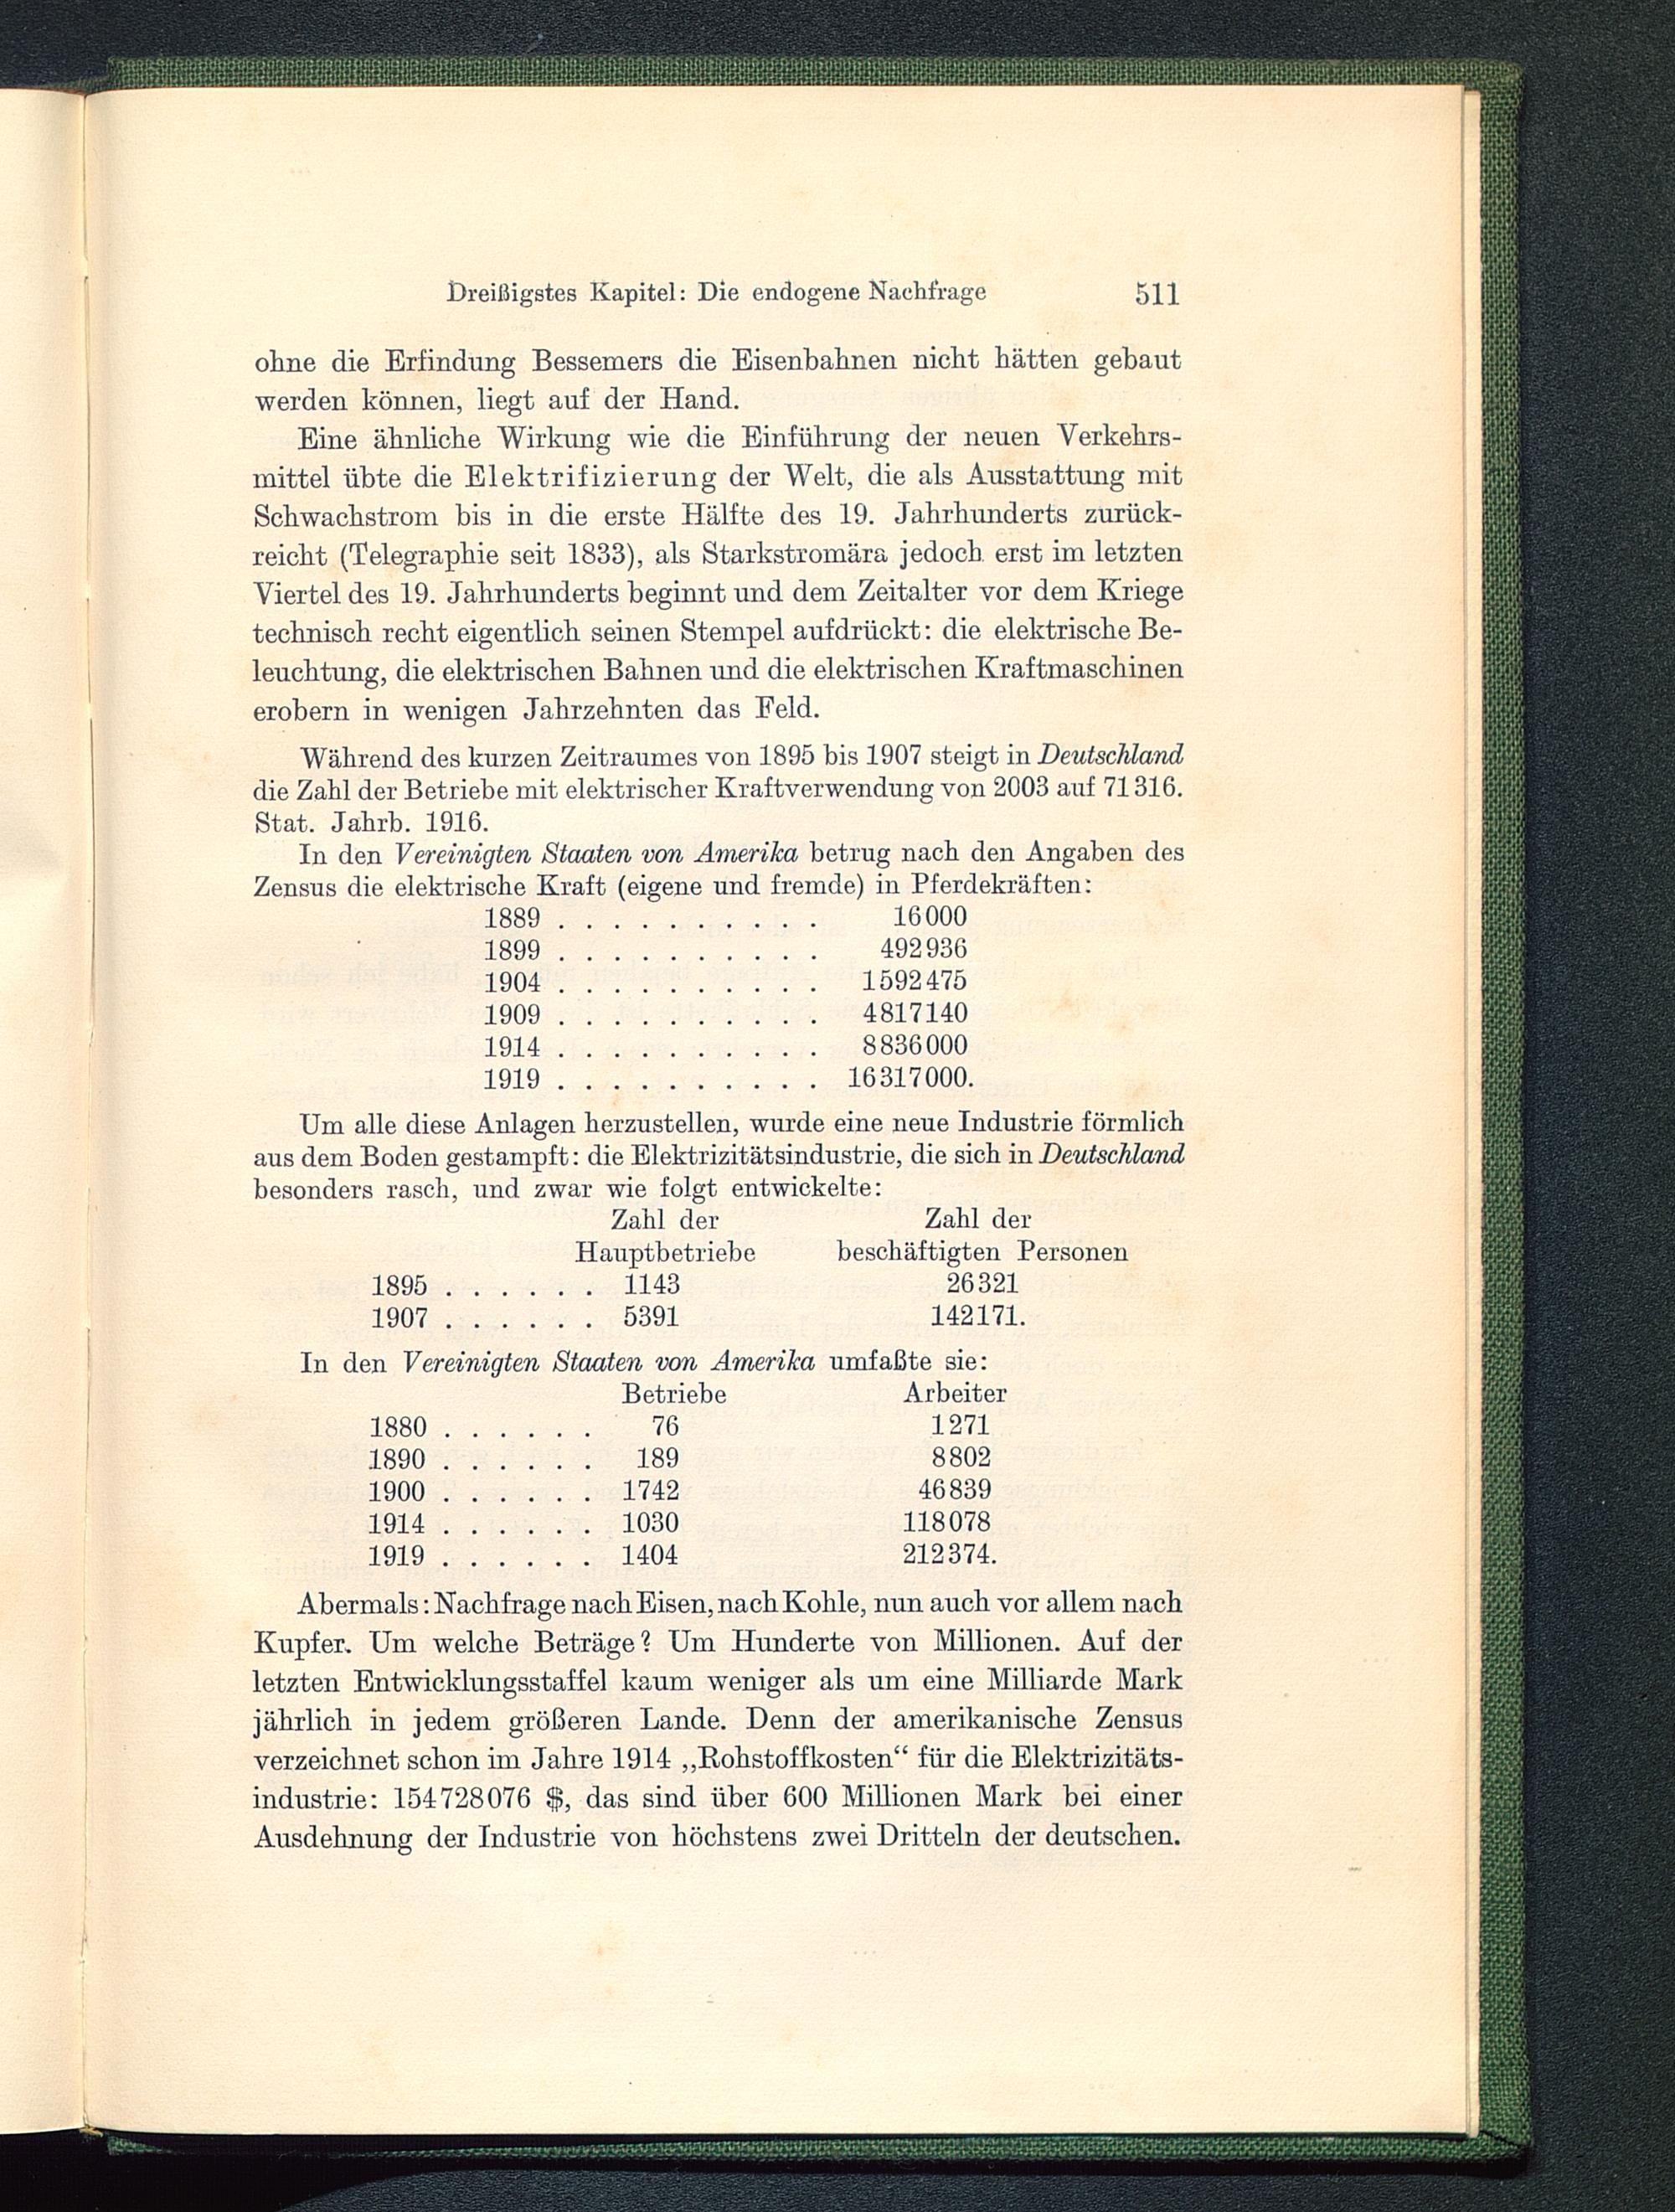 Dreißigstes Kapitel: Die endogene Nachfrage 511
ohne die Erfindung Bessemers die Eisenbahnen nicht hätten gebaut
werden können, liegt auf der Hand.
Eine ähnliche Wirkung wie die Einführung der neuen Verkehrs-
mittel übte die Elektrifizierung der Welt, die als Ausstattung mit
Schwachstrom bis in die erste Hälfte des 19. Jahrhunderts zurück-
reicht (Telegraphie seit 1833), als Starkstromära jedoch erst im letzten
Viertel des 19. Jahrhunderts beginnt und dem Zeitalter vor dem Kriege
technisch recht eigentlich seinen Stempel aufdrückt: die elektrische Be-
leuchtung, die elektrischen Bahnen und die elektrischen Kraftmaschinen
erobern in wenigen Jahrzehnten das Feld.
Während des kurzen Zeitraumes von 1895 bis 1907 steigt in Deutschland
die Zahl der Betriebe mit elektrischer Kraftverwendung von 2003 auf 71316.
Stat. Jahrb. 1916.
In den Vereinigten Staaten von Amerika betrug nach den Angaben des
Zensus die elektrische Kraft (eigene und fremde) in Pferdekräften:
1889 . . . . . . . . . . 16000
1899 . . . . . . . . . . 492936
1904 . . . . . . . . . . 1592475
1909 . . . . . . . . . . 4817140
1914 . . . . . . . . . . 8836000
1919 . . . . . . . . . . 16317000.
Um alle diese Anlagen herzustellen, wurde eine neue Industrie förmlich
aus dem Boden gestampft: die Elektrizitätsindustrie, die sich in Deutschland
besonders rasch, und zwar wie folgt entwickelte:
Zahl der Zahl der
Hauptbetriebe beschäftigten Personen
1895 . . . . . . 1143 26321
1907 . . . . . . 5391 142171.
In den Vereinigten Staaten von Amerika umfaßte sie:
Betriebe Arbeiter
1880 . . . . . . 76 1271
1890 . . . . . . 189 8802
1900 . . . . . . 1742 46839
1914 . . . . . . 1030 118078
1919 . . . . . . 1404 212374.
Abermals: Nachfrage nach Eisen, nach Kohle, nun auch vor allem nach
Kupfer. Um welche Beträge? Um Hunderte von Millionen. Auf der
letzten Entwicklungsstaffel kaum weniger als um eine Milliarde Mark
jährlich in jedem größeren Lande. Denn der amerikanische Zensus
verzeichnet schon im Jahre 1914 „Rohstoffkosten“ für die Elektrizitäts-
industrie: 154728076 $, das sind über 600 Millionen Mark bei einer
Ausdehnung der Industrie von höchstens zwei Dritteln der deutschen.